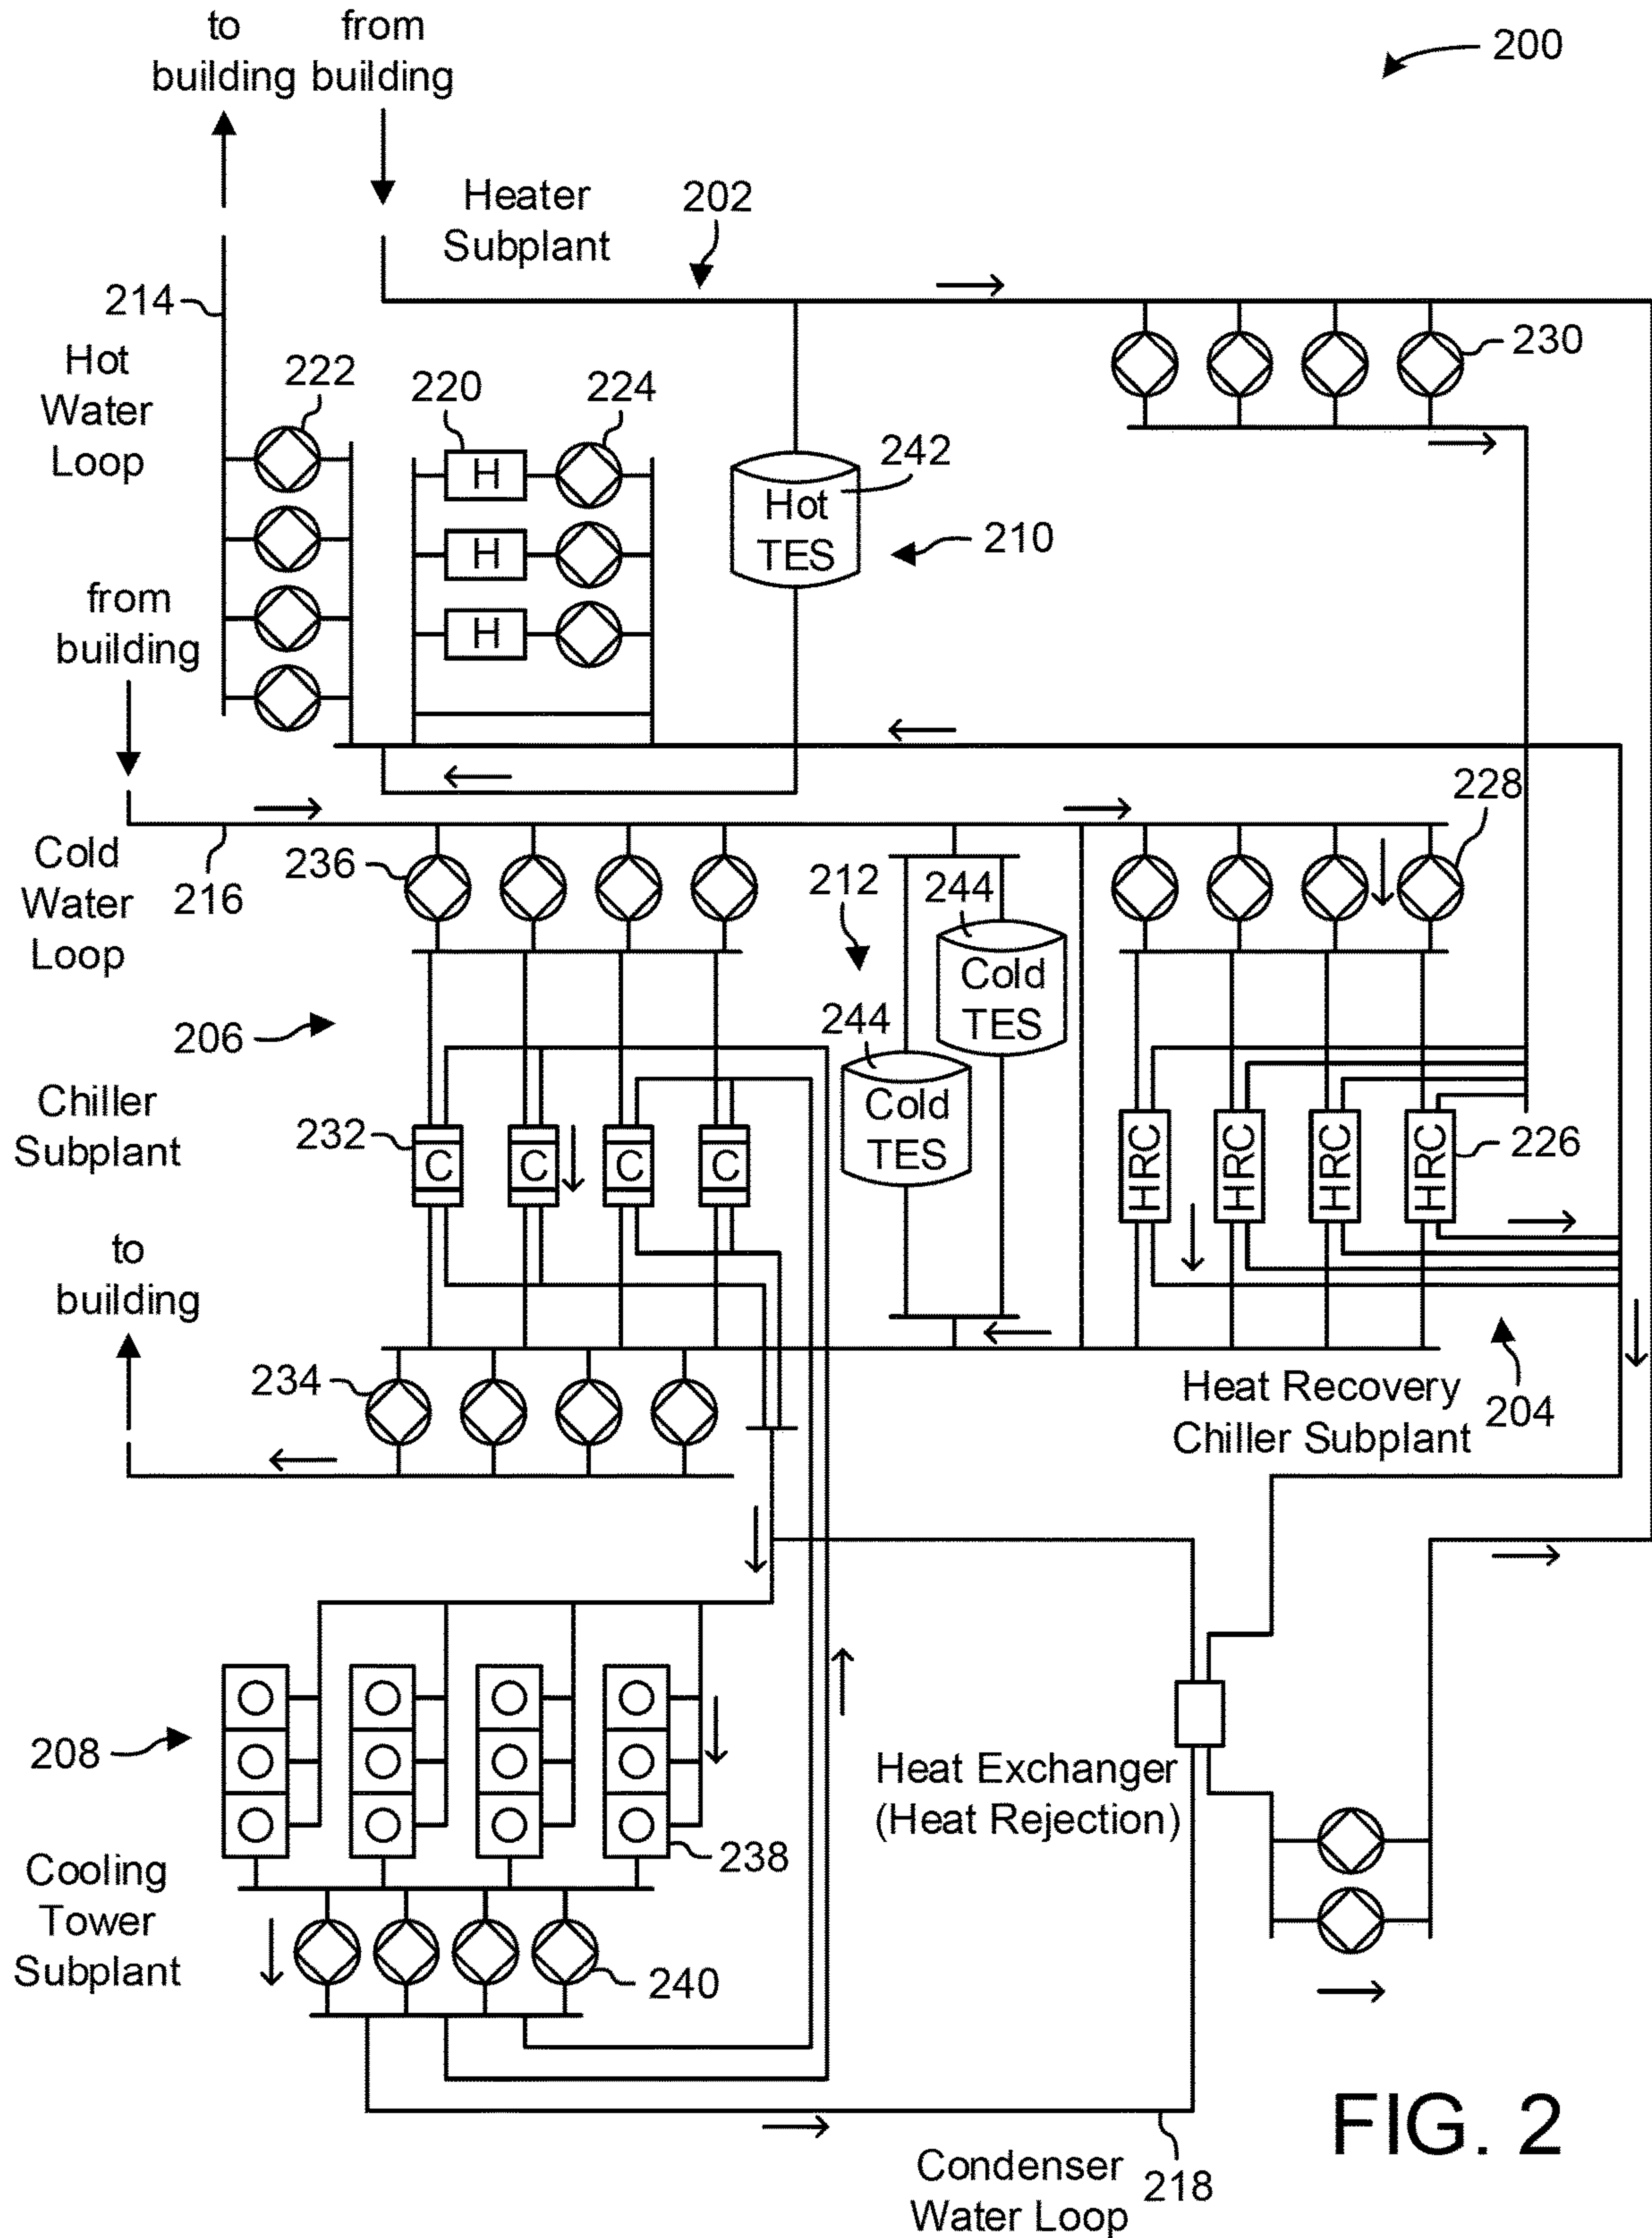 to
building
from
building
200
Heater
Subplant
202
214
Hot
Water
Loop
222
220
224
230
H
H
H
Hot
TES
242
210
from
building
228
Cold
Water
Loop
216
236
212
244
Cold
TES
244
Cold
TES
206
Chiller
Subplant
232
C
C
C
C
HRC
HRC
HRC
HRC
226
to
building
234
Heat Recovery
Chiller Subplant
204
208
238
Heat Exchanger
(Heat Rejection)
Cooling
Tower
Subplant
240
Condenser
Water Loop
218
FIG. 2